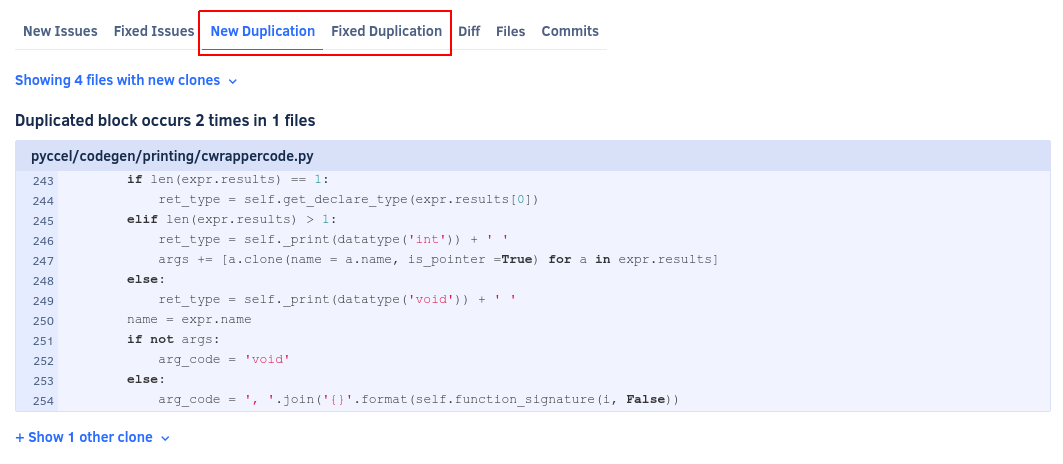 New Issues Fixed Issues New Duplication Fixed Duplication Diff Files Commits
Showing 4 files with new clones
Duplicated block occurs 2 times in 1 files
pyccel/codegen/printing/cwrappercode.py
243 if len(expr.results) == 1:
244 ret_type = self.get_declare_type(expr.results[0])
245 elif len(expr.results) > 1:
246 ret_type = self._print(datatype('int')) + ' '
247 args += [a.clone(name = a.name, is_pointer =True) for a in expr.results]
248 else:
249 ret_type = self._print(datatype('void')) + ' '
250 name = expr.name
251 if not args:
252 arg_code = 'void'
253 else:
254 arg_code = ', '.join('{}'.format(self.function_signature(i, False))
+ Show 1 other clone